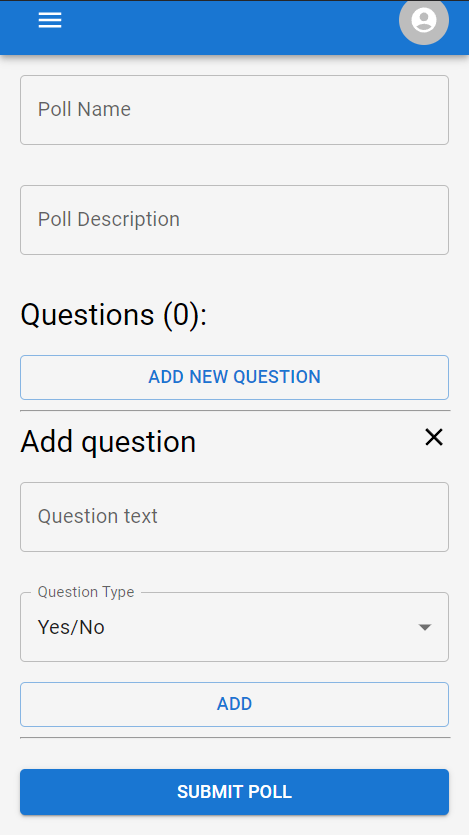 Poll Name
Poll Description
Questions (0):
ADD NEW QUESTION
Add question
Question text
Question Type
Yes/No
ADD
SUBMIT POLL